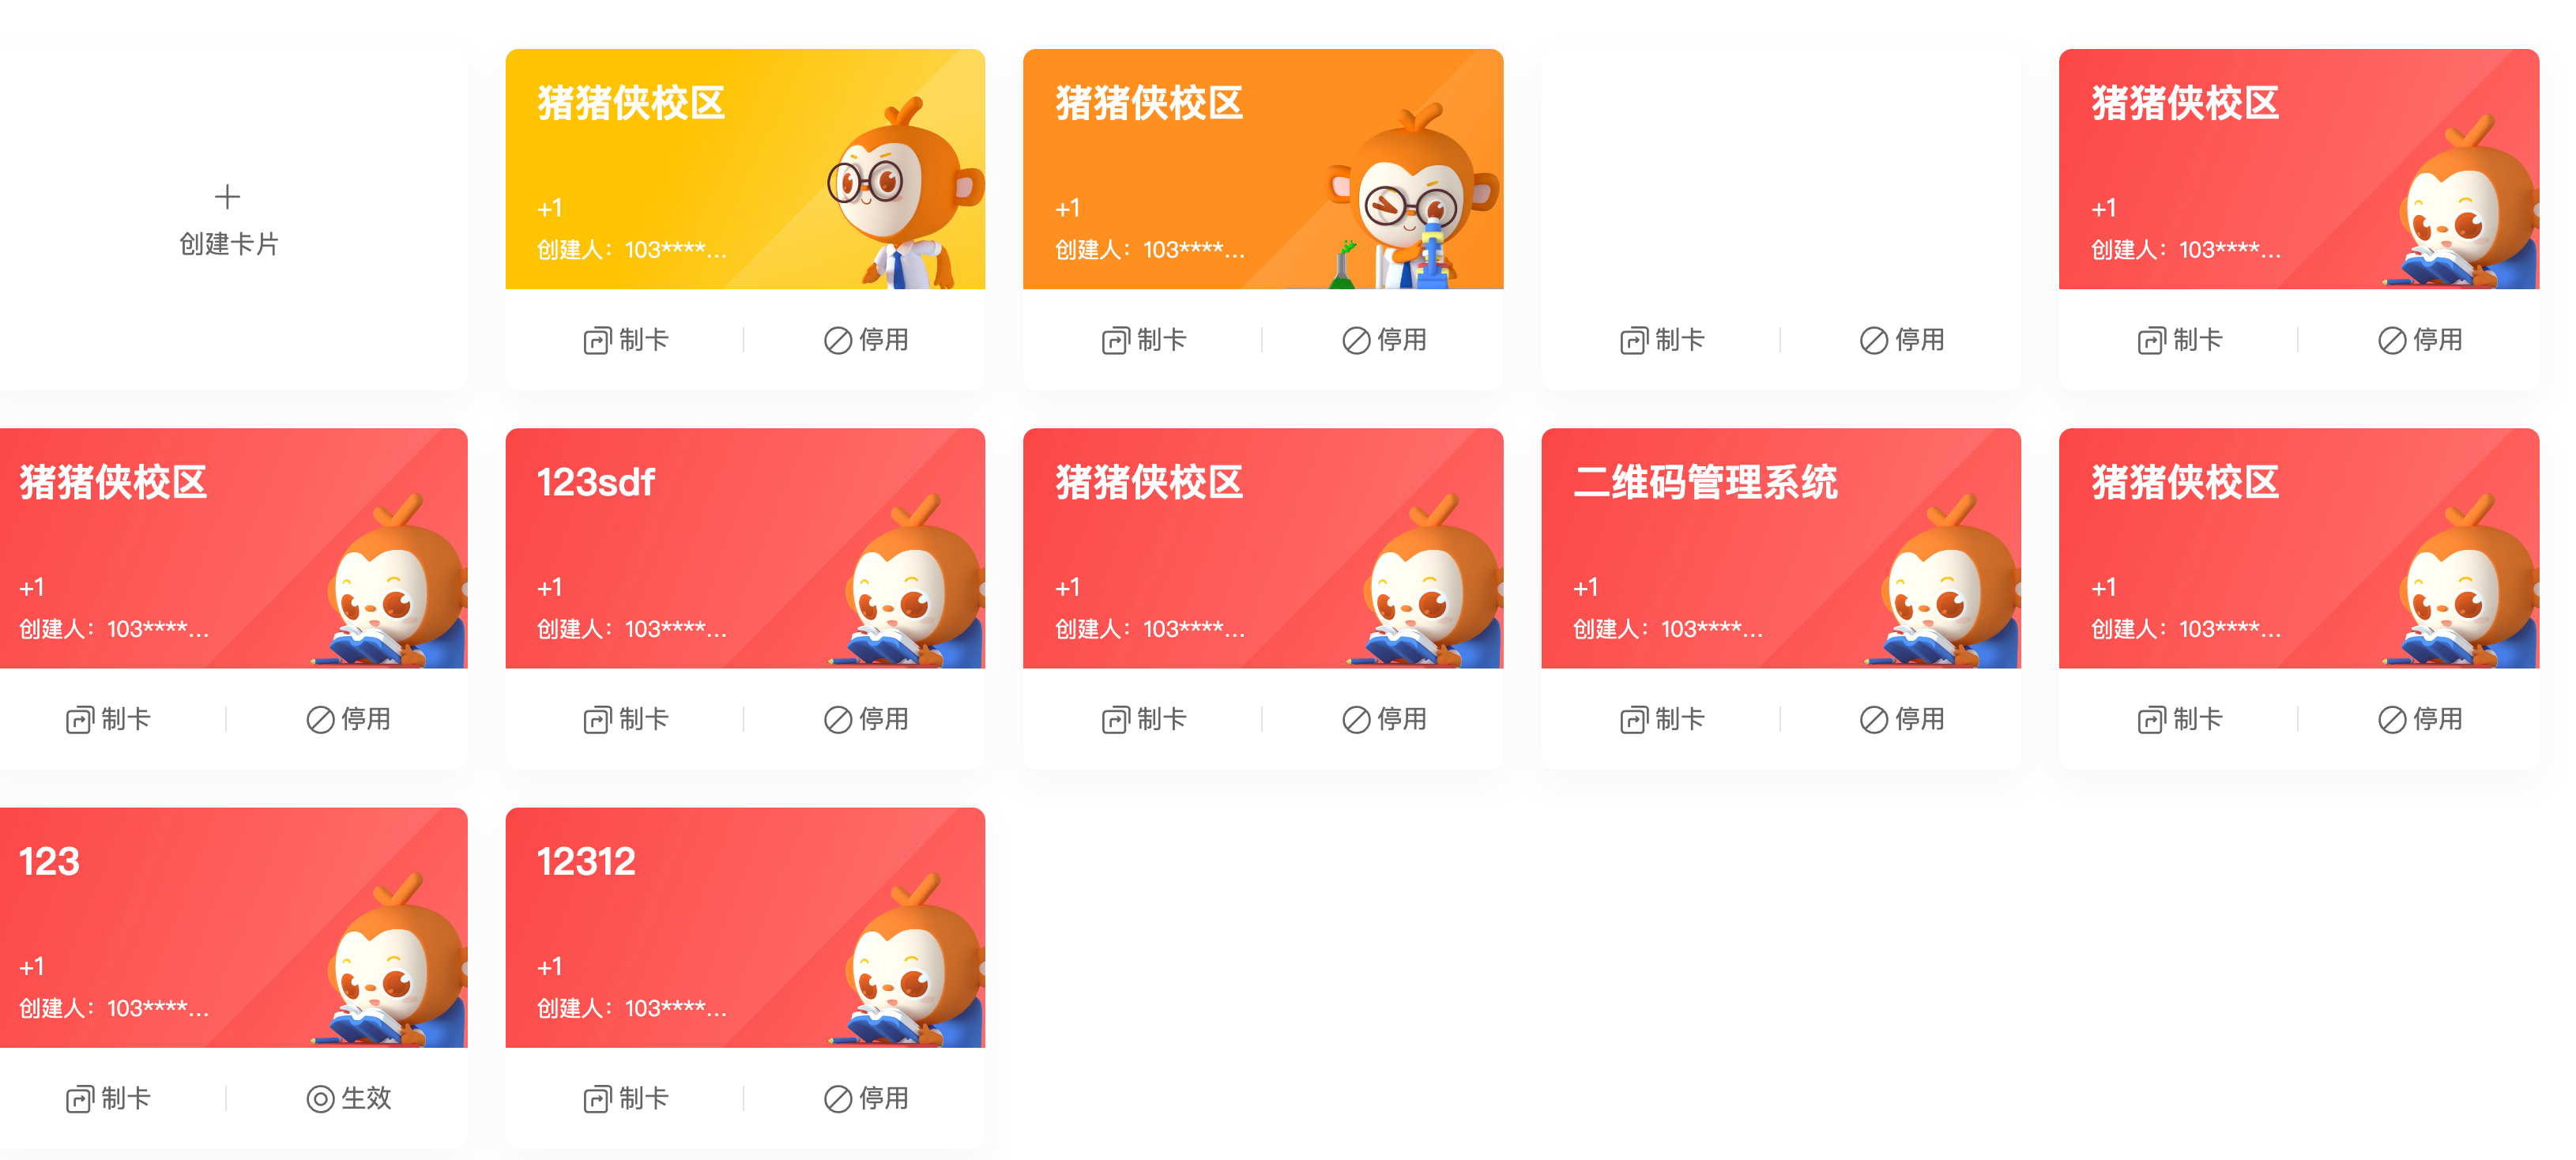 创建卡片
猪猪侠校区
+1
创建人：103****...
制卡
停用
猪猪侠校区
+1
创建人：103****...
制卡
停用
制卡
停用
猪猪侠校区
+1
创建人：103****...
制卡
停用
猪猪侠校区
+1
创建人：103****...
制卡
停用
123sdf
+1
创建人：103****...
制卡
停用
猪猪侠校区
+1
创建人：103****...
制卡
停用
二维码管理系统
+1
创建人：103****...
制卡
停用
猪猪侠校区
+1
创建人：103****...
制卡
停用
123
+1
创建人：103****...
制卡
生效
12312
+1
创建人：103****...
制卡
停用